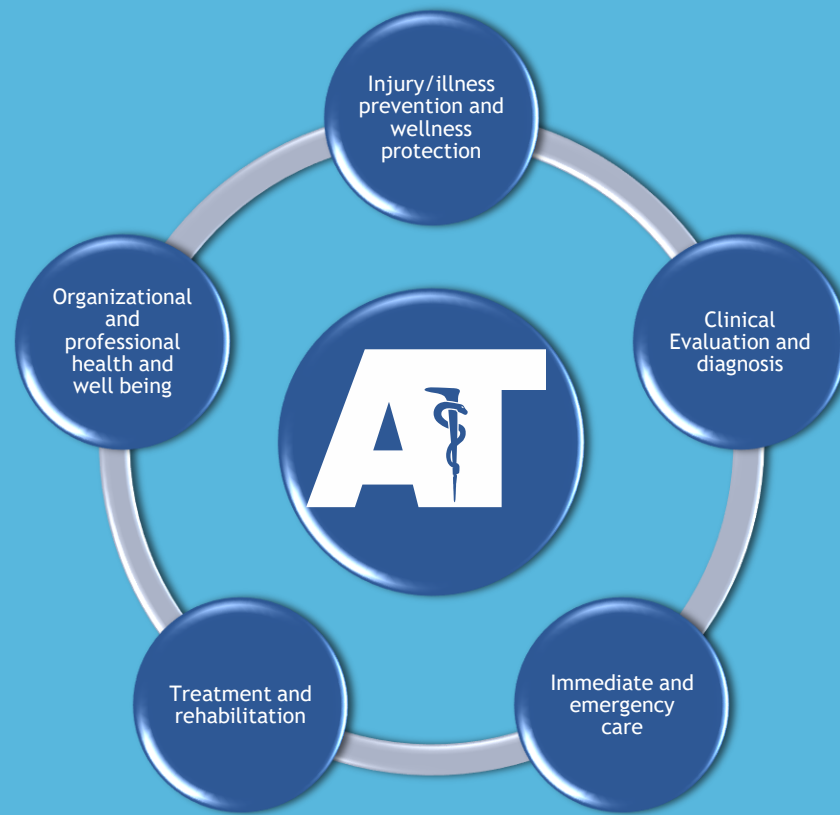 Injury/illness
prevention and
wellness
protection
Clinical
Evaluation and
diagnosis
Immediate and
emergency
care
Treatment and
rehabilitation
Organizational
and
professional
health and
well being
AT